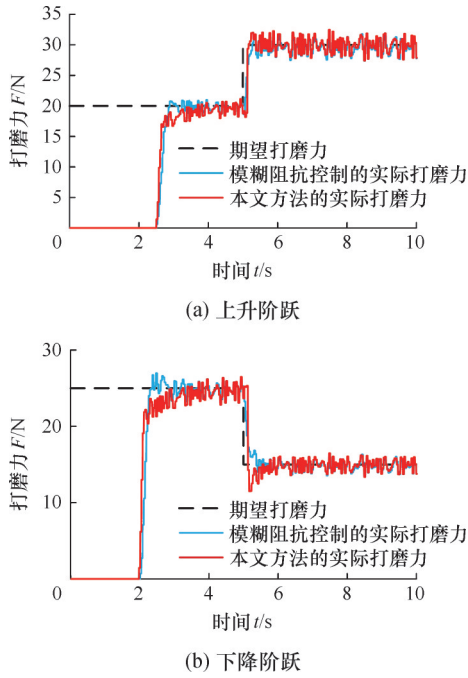 35
30
25
20
15
10
5
0
2
4
6
8
10
打磨力 F/N
期望打磨力
模糊阻抗控制的实际打磨力
本文方法的实际打磨力
时间 t/s
(a) 上升阶跃
30
20
10
0
2
4
6
8
10
打磨力 F/N
期望打磨力
模糊阻抗控制的实际打磨力
本文方法的实际打磨力
时间 t/s
(b) 下降阶跃